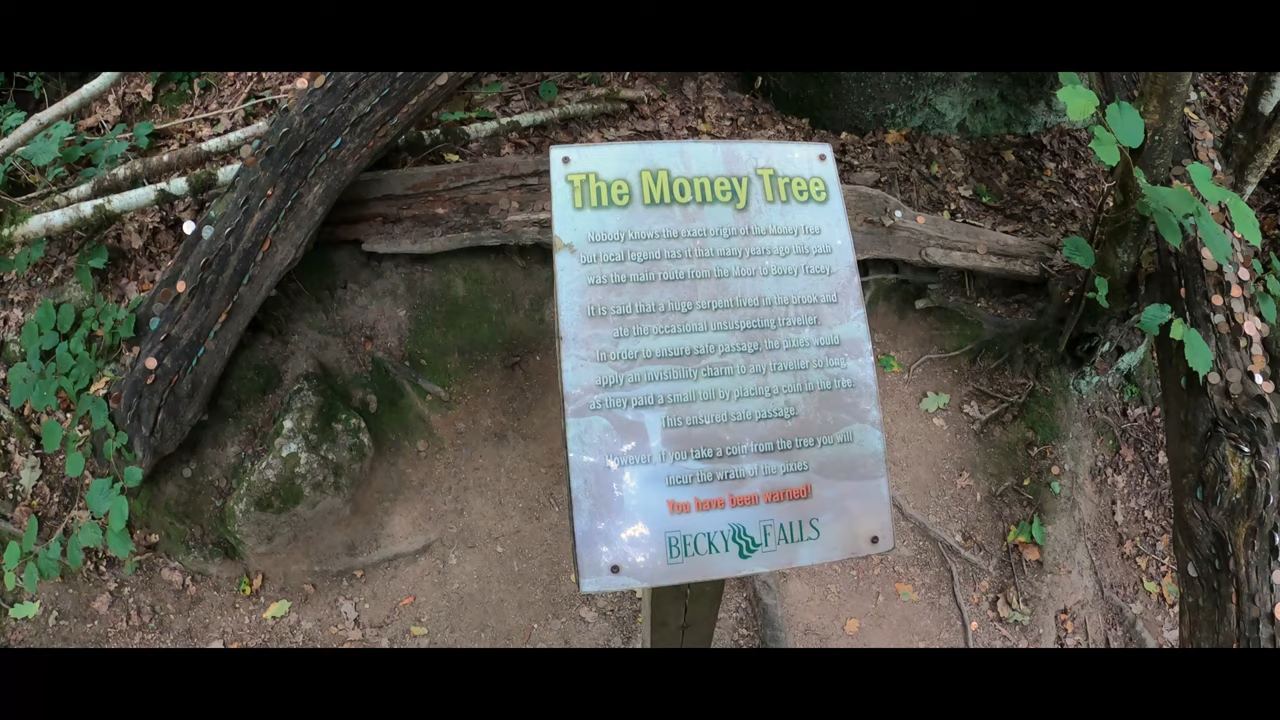 The Money Tree
Nobody knows the exact origin of the Money Tree
but local legend has it that many years ago this path
was the main route from the Moor to Bovey Tracey.
It is said that a huge serpent lived in the brook and
ate the occasional unsuspecting traveller.
In order to ensure safe passage, the pixies would
apply an invisibility charm to any traveller so long
as they paid a small toll by placing a coin in the tree.
This ensured safe passage.
However, if you take a coin from the tree you will
incur the wrath of the pixies
You have been warned!
BECKY FALLS